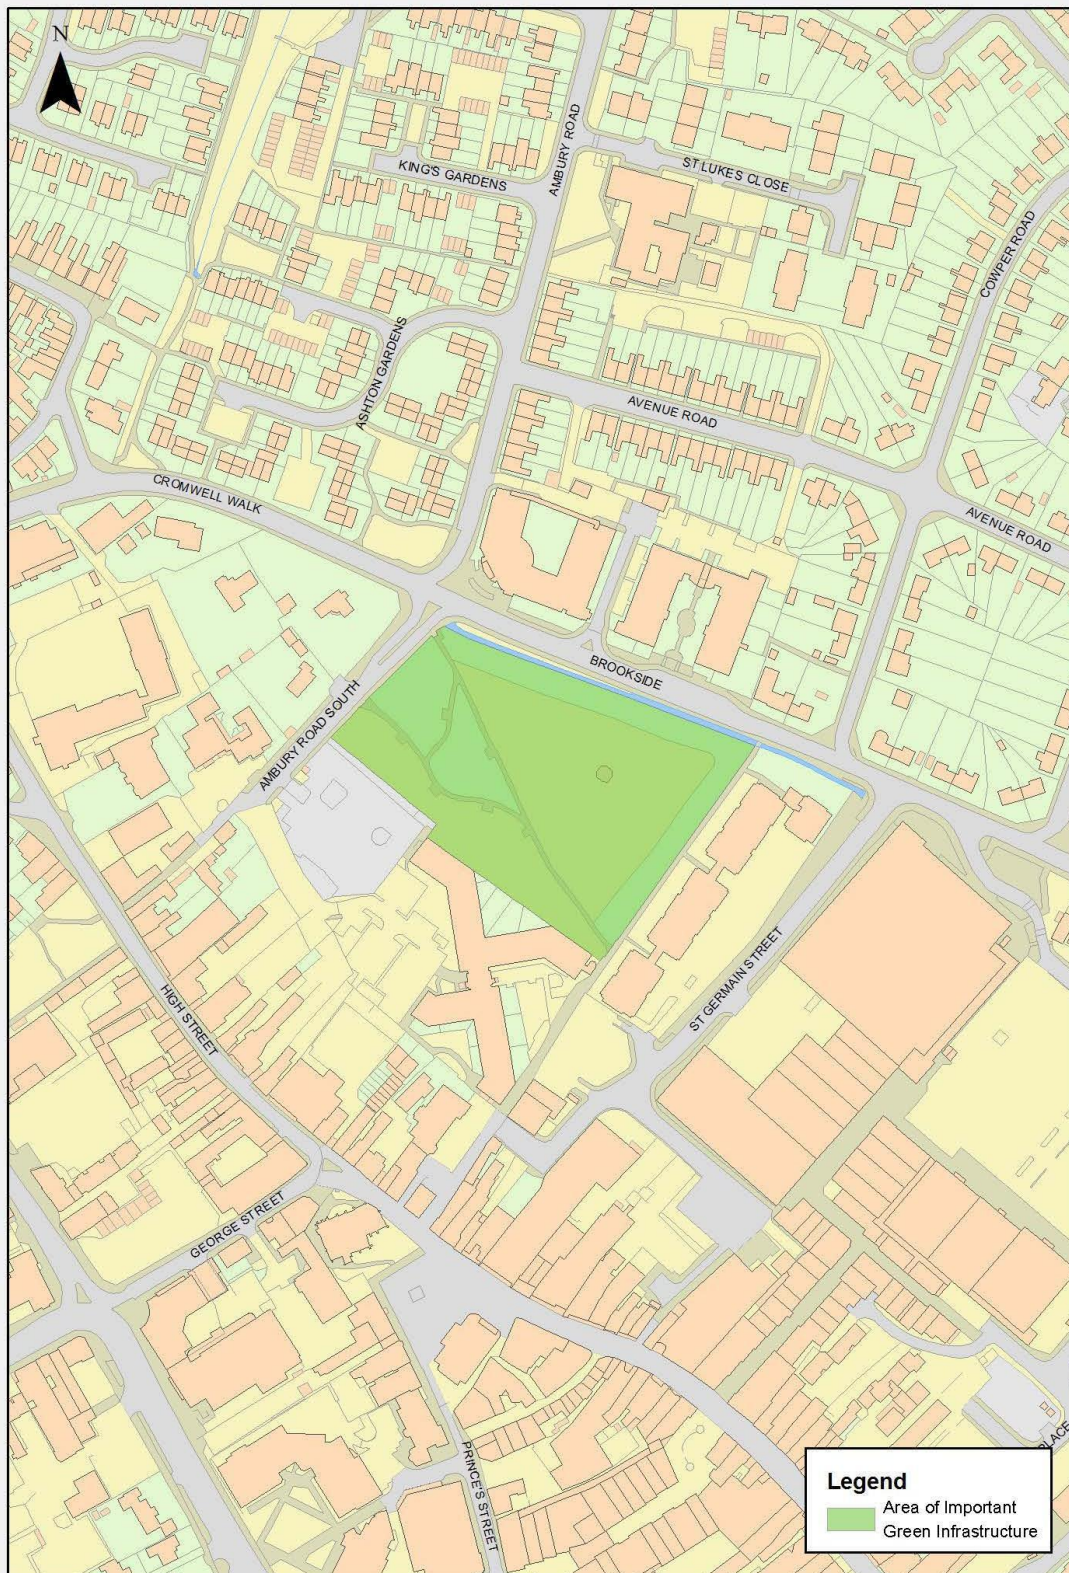 N
AMBURY ROAD
KING'S GARDENS
ST LUKES CLOSE
COWPER ROAD
ASHTON GARDENS
AVENUE ROAD
CROMWELL WALK
AVENUE ROAD
BROOKSIDE
AMBURY ROAD SOUTH
ST GERMAIN STREET
HIGH STREET
GEORGE STREET
PRINCE'S STREET
PLACE
Legend
Area of Important
Green Infrastructure